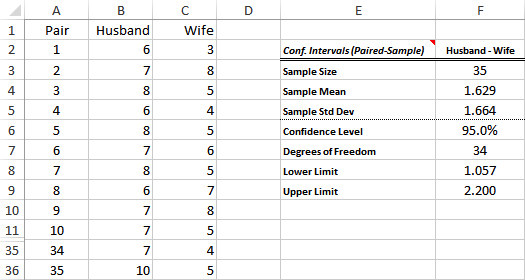 A B C D E F
1 Pair Husband Wife
2 1 6 3 Conf. Intervals (Paired-Sample) Husband - Wife
3 2 7 8 Sample Size 35
4 3 8 5 Sample Mean 1.629
5 4 6 4 Sample Std Dev 1.664
6 5 8 5 Confidence Level 95.0%
7 6 7 6 Degrees of Freedom 34
8 7 8 5 Lower Limit 1.057
9 8 6 7 Upper Limit 2.200
10 9 7 8
11 10 7 5
35 34 7 4
36 35 10 5